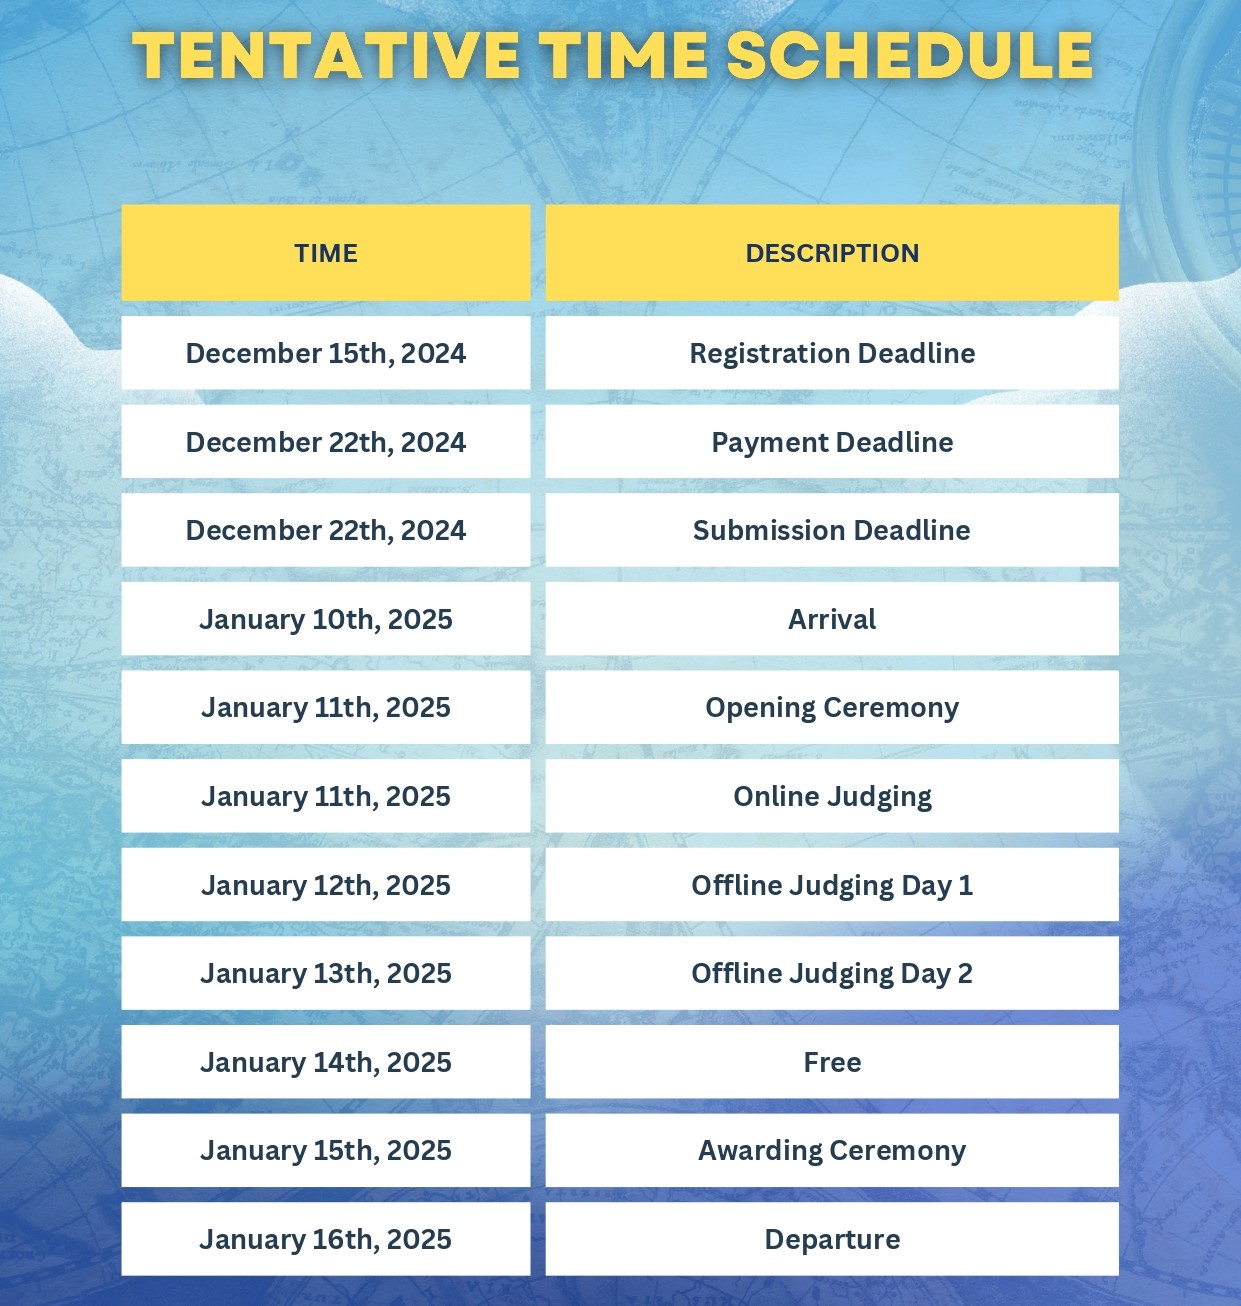 TENTATIVE TIME SCHEDULE
TIME DESCRIPTION
December 15th, 2024 Registration Deadline
December 22th, 2024 Payment Deadline
December 22th, 2024 Submission Deadline
January 10th, 2025 Arrival
January 11th, 2025 Opening Ceremony
January 11th, 2025 Online Judging
January 12th, 2025 Offline Judging Day 1
January 13th, 2025 Offline Judging Day 2
January 14th, 2025 Free
January 15th, 2025 Awarding Ceremony
January 16th, 2025 Departure